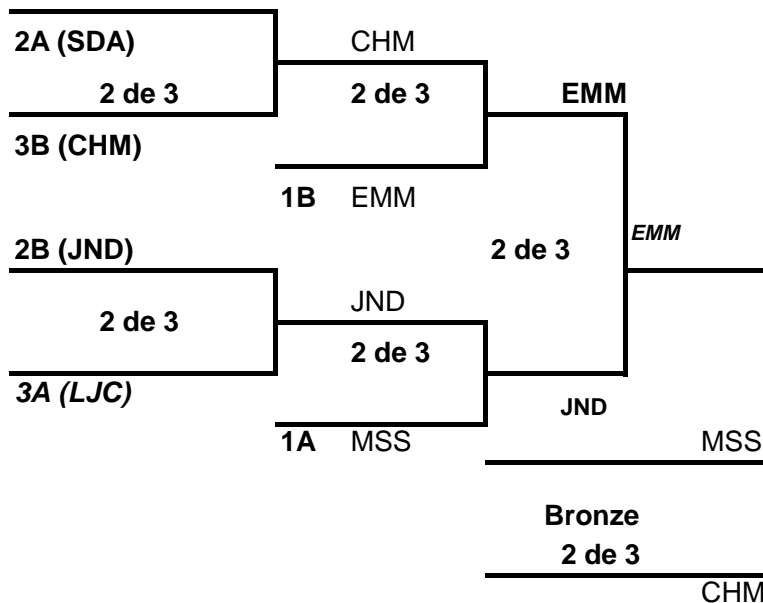 2A (SDA)
CHM
2 de 3
2 de 3
EMM
3B (CHM)
1B EMM
2B (JND)
2 de 3
EMM
JND
2 de 3
2 de 3
3A (LJC)
JND
1A MSS
MSS
Bronze
2 de 3
CHM